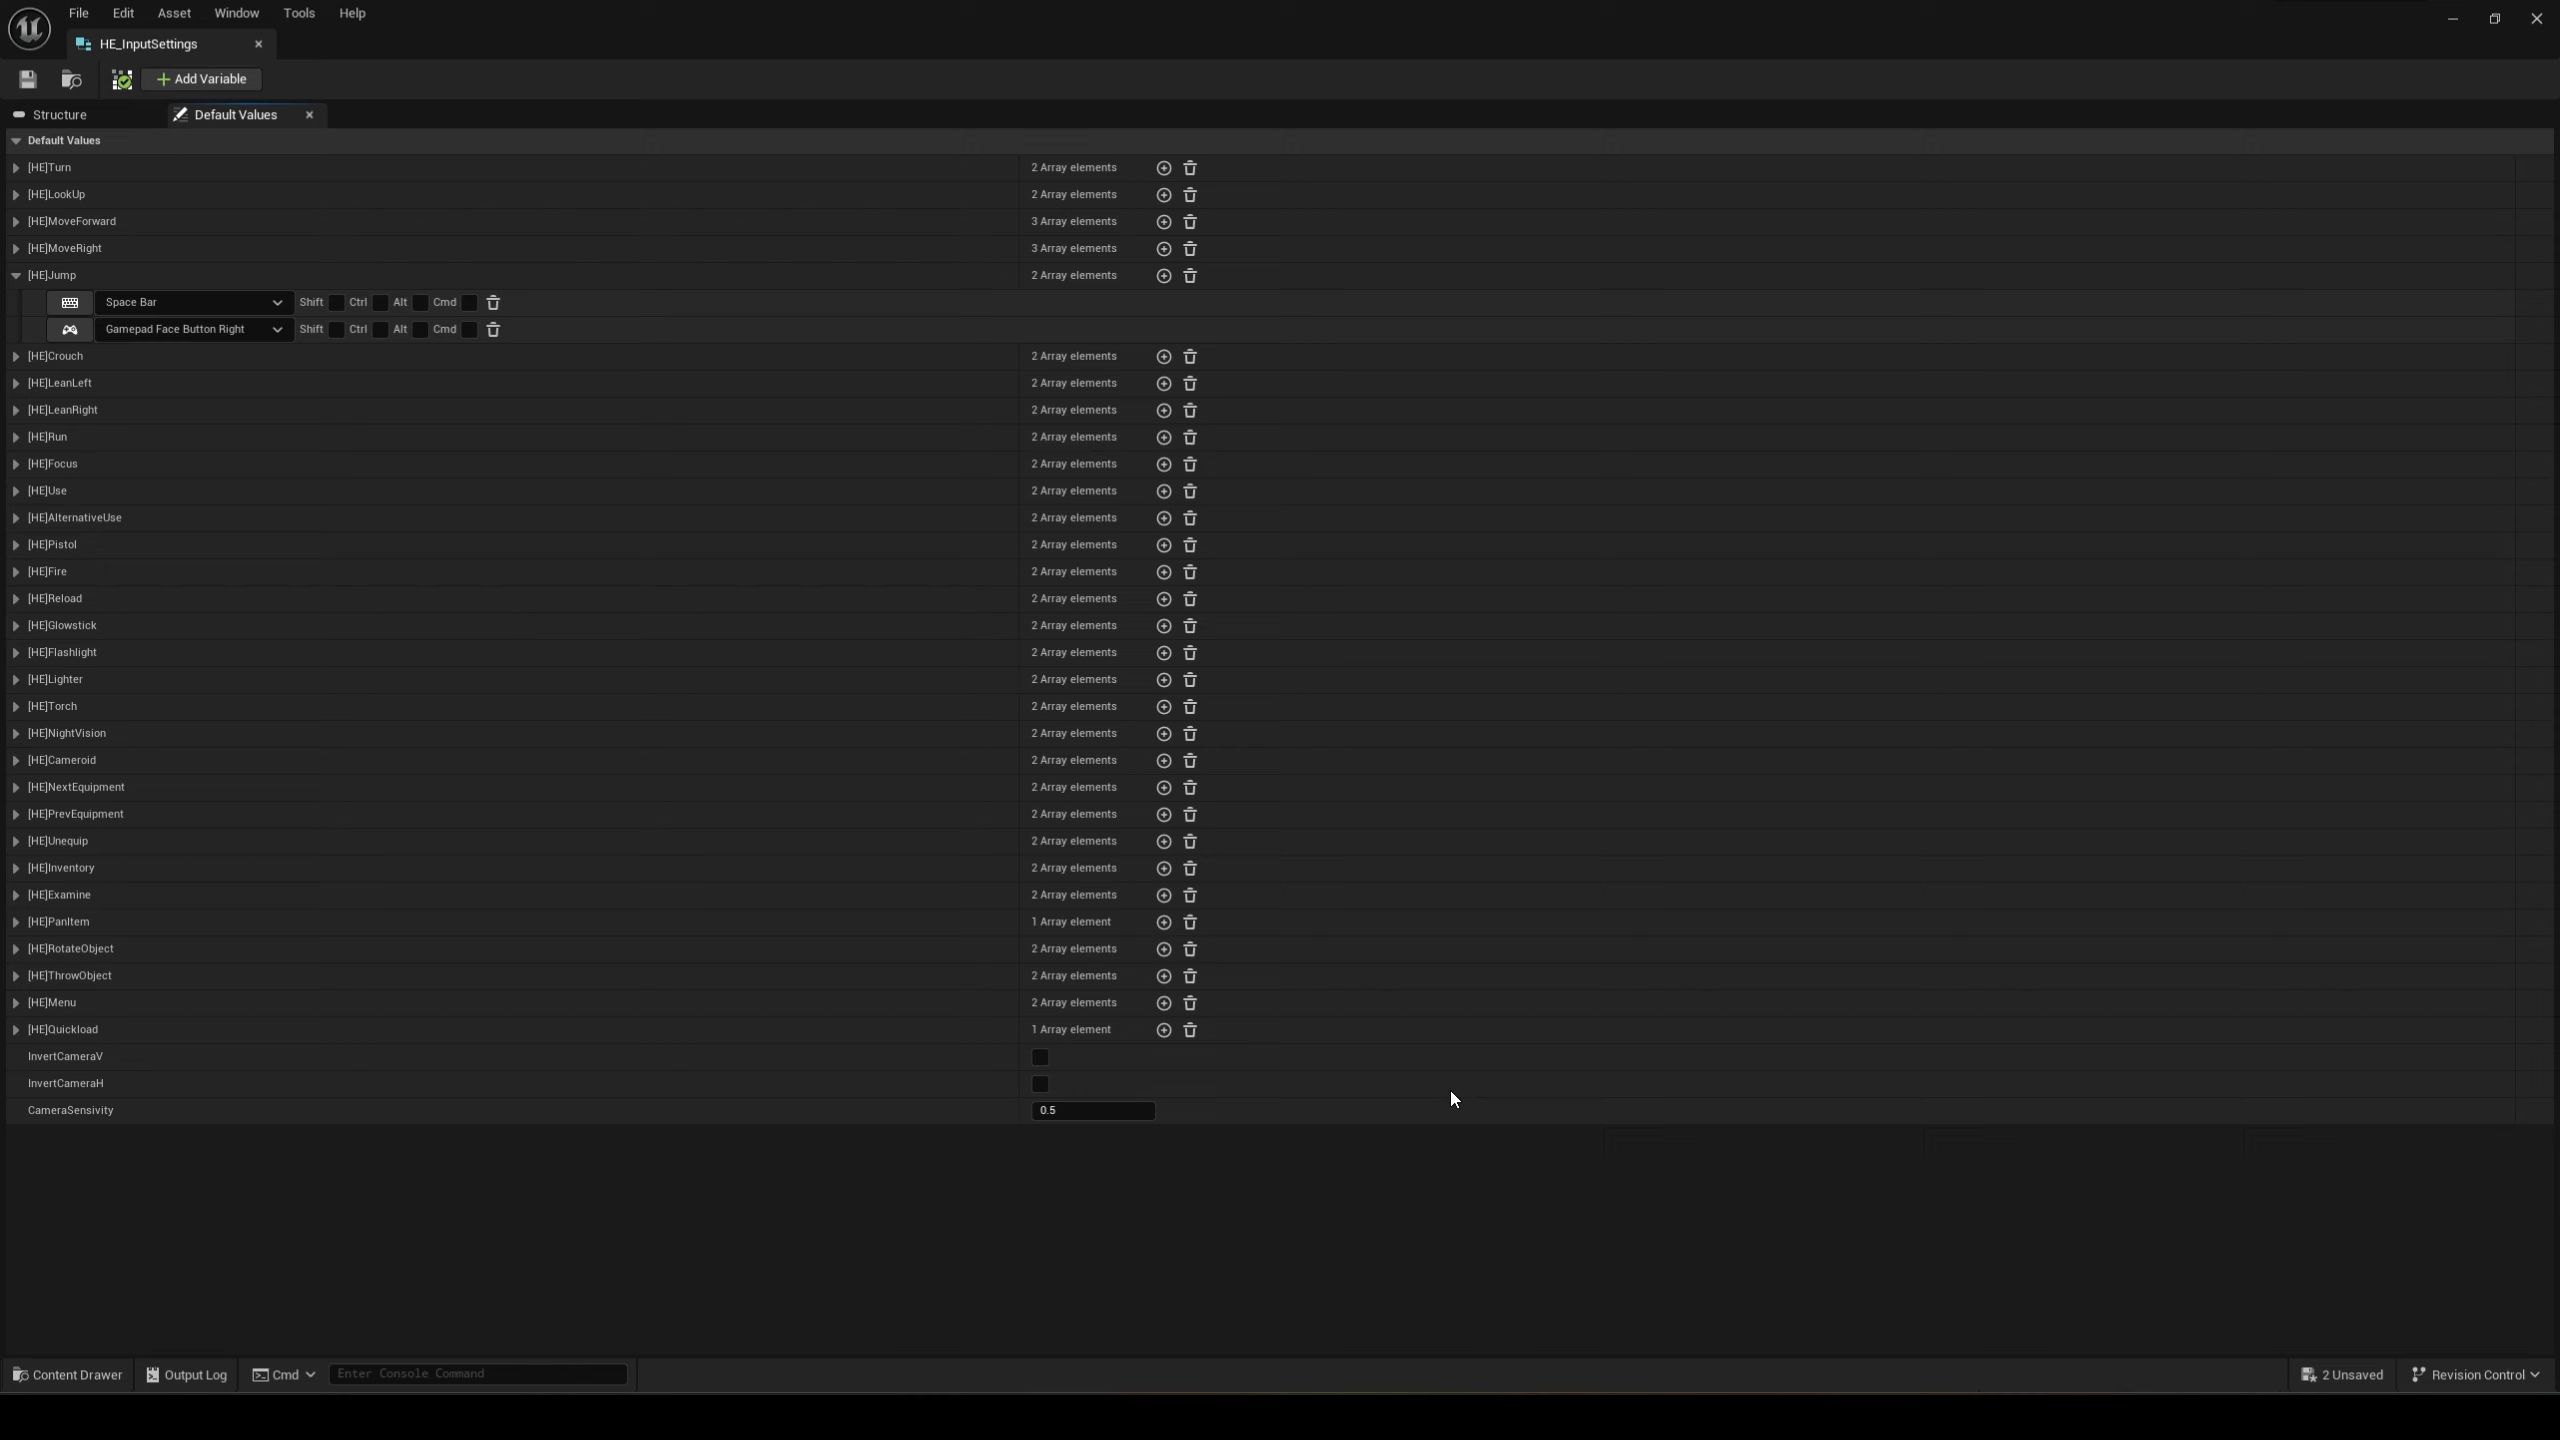 File Edit Asset Window Tools Help
HE_InputSettings
Add Variable
Structure Default Values
Default Values
[HE]Turn 2 Array elements
[HE]LookUp 2 Array elements
[HE]MoveForward 3 Array elements
[HE]MoveRight 3 Array elements
[HE]Jump 2 Array elements
Space Bar Shift Ctrl Alt Cmd
Gamepad Face Button Right Shift Ctrl Alt Cmd
[HE]Crouch 2 Array elements
[HE]LeanLeft 2 Array elements
[HE]LeanRight 2 Array elements
[HE]Run 2 Array elements
[HE]Focus 2 Array elements
[HE]Use 2 Array elements
[HE]AlternativeUse 2 Array elements
[HE]Pistol 2 Array elements
[HE]Fire 2 Array elements
[HE]Reload 2 Array elements
[HE]Glowstick 2 Array elements
[HE]Flashlight 2 Array elements
[HE]Lighter 2 Array elements
[HE]Torch 2 Array elements
[HE]NightVision 2 Array elements
[HE]Cameroid 2 Array elements
[HE]NextEquipment 2 Array elements
[HE]PrevEquipment 2 Array elements
[HE]Unequip 2 Array elements
[HE]Inventory 2 Array elements
[HE]Examine 2 Array elements
[HE]PanItem 1 Array element
[HE]RotateObject 2 Array elements
[HE]ThrowObject 2 Array elements
[HE]Menu 2 Array elements
[HE]Quickload 1 Array element
InvertCameraV
InvertCameraH
CameraSensivity 0.5
Content Drawer Output Log Cmd Enter Console Command 2 Unsaved Revision Control